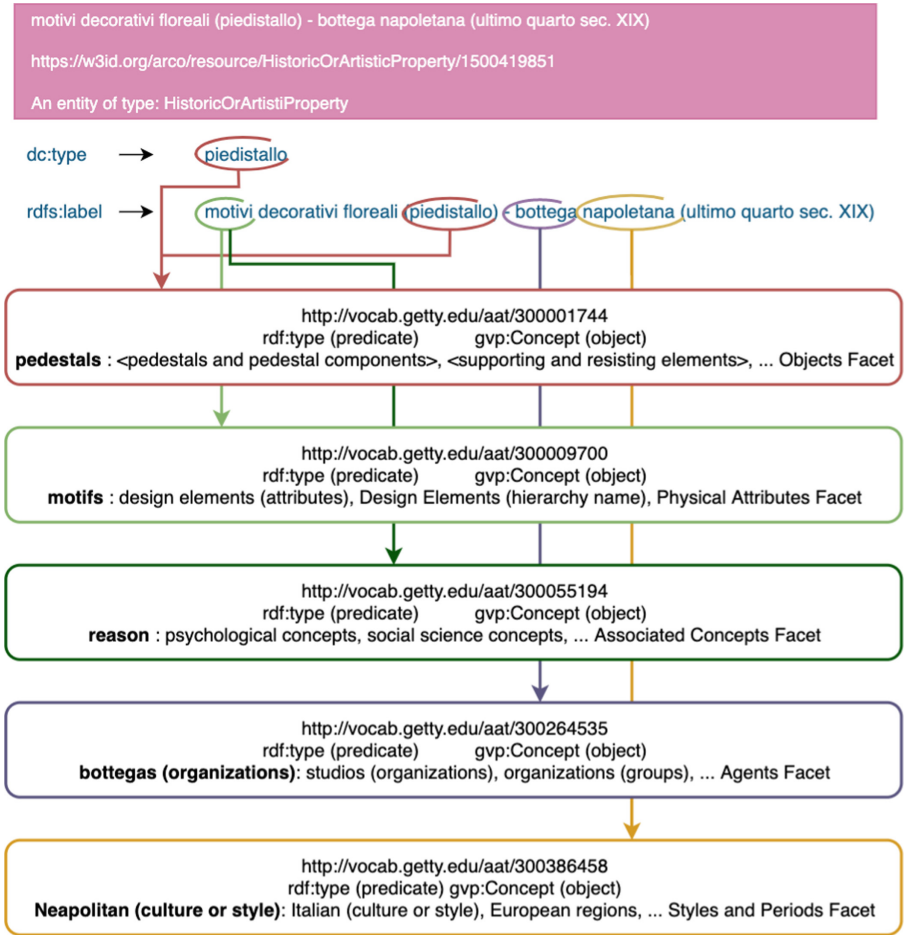 motivi decorativi floreali (piedistallo) - bottega napoletana (ultimo quarto sec. XIX)
https://w3id.org/arco/resource/HistoricOrArtisticProperty/1500419851
An entity of type: HistoricOrArtistiProperty
dc:type piedistallo
rdfs:label motivi decorativi floreali (piedistallo) - bottega napoletana (ultimo quarto sec. XIX)
http://vocab.getty.edu/aat/300001744
rdf:type (predicate) gvp:Concept (object)
pedestals : <pedestals and pedestal components>, <supporting and resisting elements>, ... Objects Facet
http://vocab.getty.edu/aat/300009700
rdf:type (predicate) gvp:Concept (object)
motifs : design elements (attributes), Design Elements (hierarchy name), Physical Attributes Facet
http://vocab.getty.edu/aat/300055194
rdf:type (predicate) gvp:Concept (object)
reason : psychological concepts, social science concepts, ... Associated Concepts Facet
http://vocab.getty.edu/aat/300264535
rdf:type (predicate) gvp:Concept (object)
bottegas (organizations): studios (organizations), organizations (groups), ... Agents Facet
http://vocab.getty.edu/aat/300386458
rdf:type (predicate) gvp:Concept (object)
Neapolitan (culture or style): Italian (culture or style), European regions, ... Styles and Periods Facet